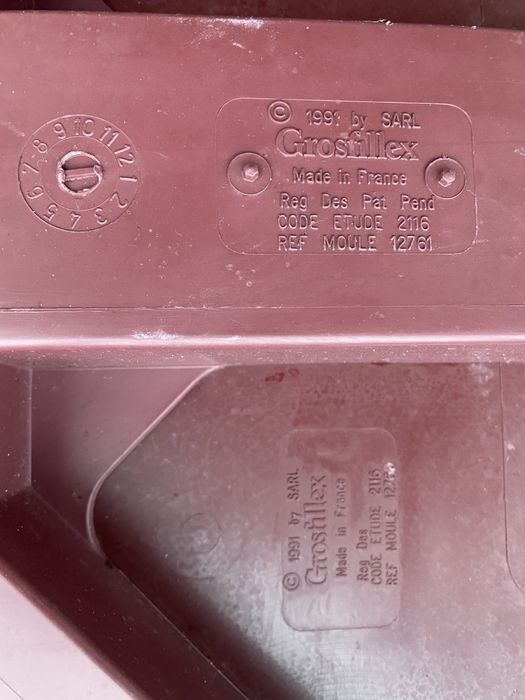 1 2 3 4 5 6 7 8 9 10 11 12
© 1991 by SARL
Grosfillex
Made in France
Reg Des Pat Pend
CODE ETUDE 2116
REF MOULE 12761
© 1991 by SARL
Grosfillex
Made in France
Reg Des
CODE ETUDE 2116
REF MOULE